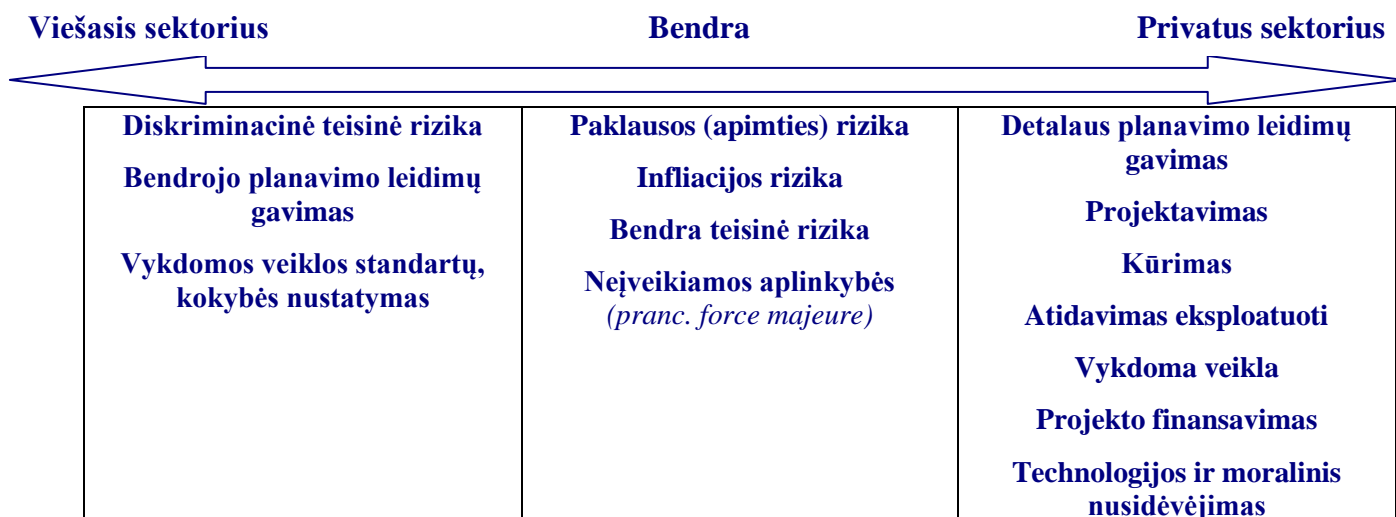 Viešasis sektorius Bendra Privatus sektorius
Diskriminacinė teisinė rizika
Bendrojo planavimo leidimų
gavimas
Vykdomos veiklos standartų,
kokybės nustatymas
Paklausos (apimties) rizika
Infliacijos rizika
Bendra teisinė rizika
Neįveikiamos aplinkybės
(pranc. force majeure)
Detalaus planavimo leidimų
gavimas
Projektavimas
Kūrimas
Atidavimas eksploatuoti
Vykdoma veikla
Projekto finansavimas
Technologijos ir moralinis
nusidėvėjimas